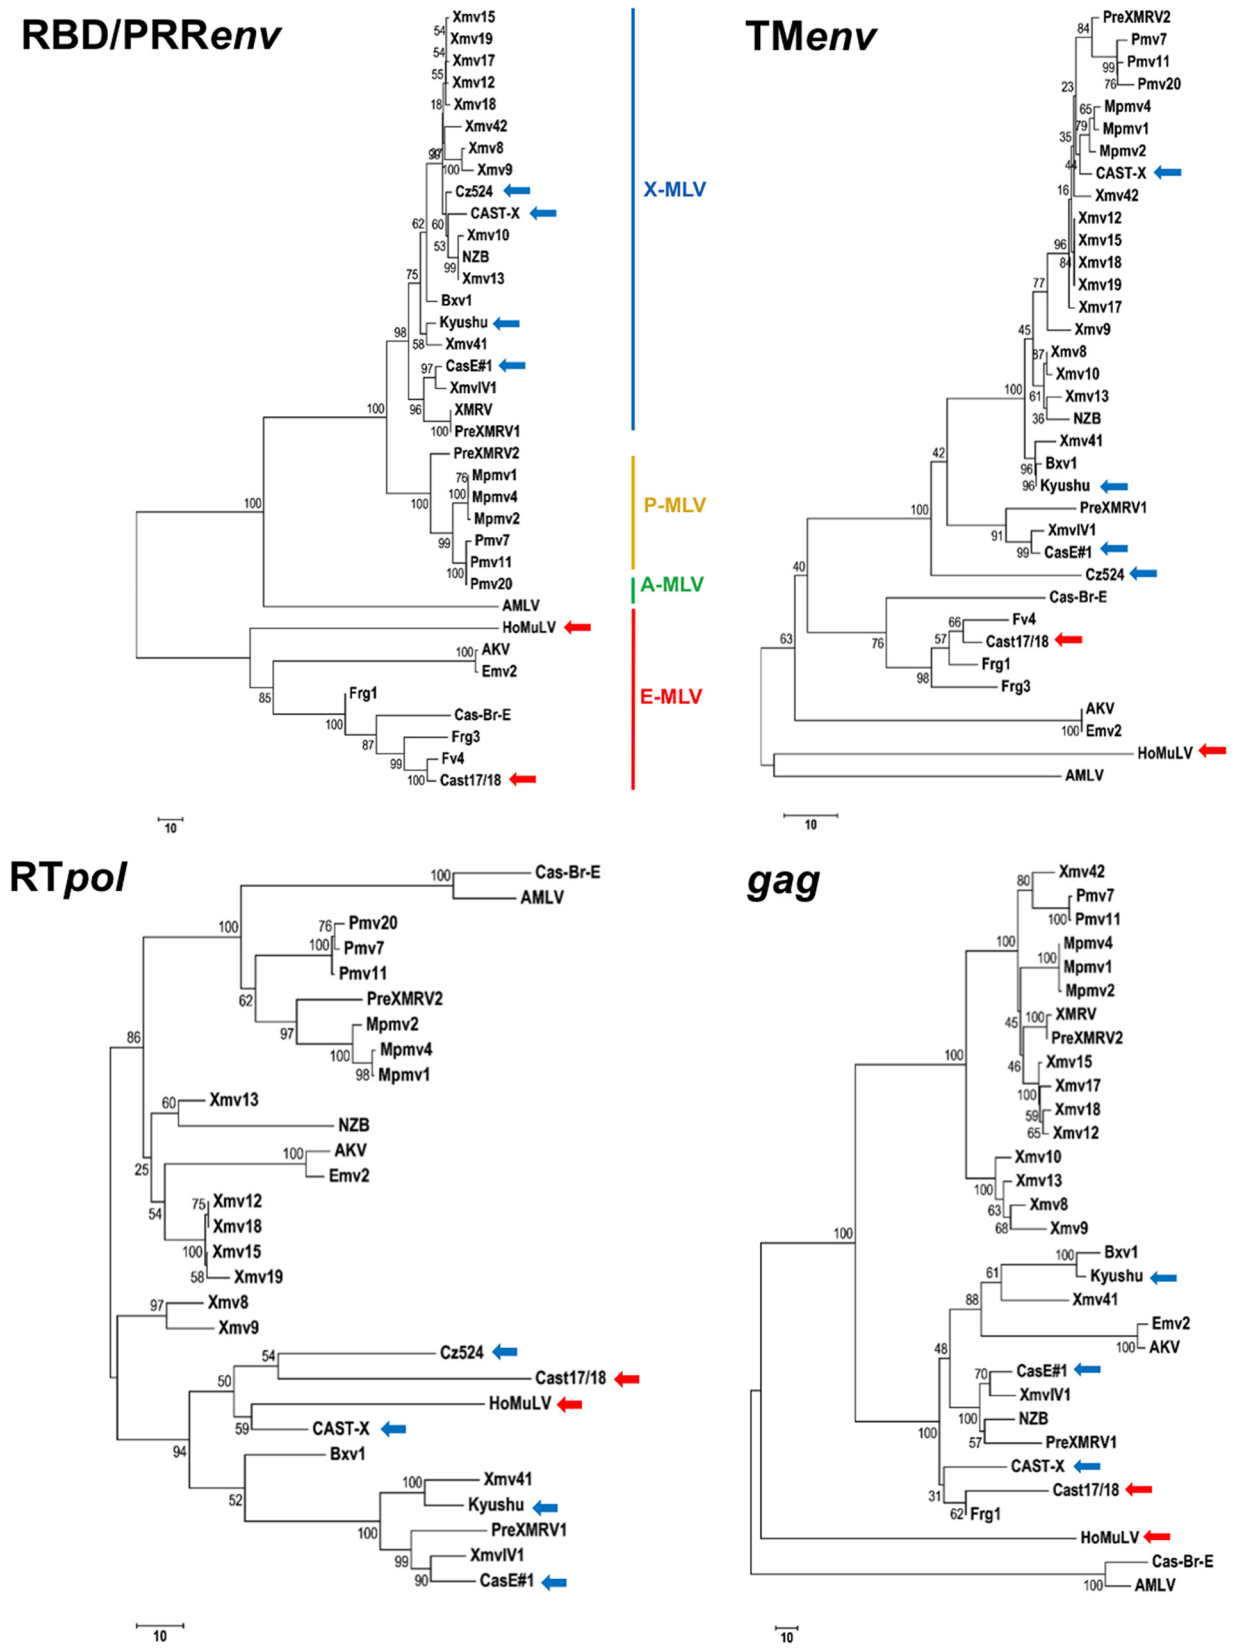 RBD/PRRenv
Xmv15
54
Xmv19
54
Xmv17
55
Xmv12
18
Xmv18
Xmv42
Xmv8
100
Xmv9
Cz524
CAST-X
60
62
Xmv10
53
NZB
99
Xmv13
75
Bxv1
Kyushu
98
58
Xmv41
97
CasE#1
XmvIV1
96
XMRV
100
100
PreXMRV1
PreXMRV2
76
Mpmv1
100
Mpmv4
100
100
Mpmv2
Pmv7
99
Pmv11
100
Pmv20
AMLV
HoMuLV
100
AKV
Emv2
85
Frg1
100
Cas-Br-E
87
Frg3
99
Fv4
100
Cast17/18
10
X-MLV
P-MLV
A-MLV
E-MLV
TMenv
PreXMRV2
84
Pmv7
Pmv11
99
76
Pmv20
23
65
Mpmv4
79
Mpmv1
35
Mpmv2
44
CAST-X
16
Xmv42
Xmv12
Xmv15
96
84
Xmv18
Xmv19
77
Xmv17
45
Xmv9
87
Xmv8
Xmv10
100
61
Xmv13
36
NZB
Xmv41
42
96
Bxv1
96
Kyushu
100
PreXMRV1
91
XmvIV1
99
CasE#1
40
Cz524
Cas-Br-E
66
Fv4
63
76
57
Cast17/18
Frg1
98
Frg3
AKV
100
Emv2
HoMuLV
AMLV
10
RTpol
100
Cas-Br-E
AMLV
100
76
Pmv20
100
Pmv7
Pmv11
62
PreXMRV2
97
Mpmv2
86
100
Mpmv4
98
Mpmv1
60
Xmv13
NZB
25
100
AKV
Emv2
54
75
Xmv12
Xmv18
100
Xmv15
58
Xmv19
97
Xmv8
Xmv9
54
Cz524
50
Cast17/18
HoMuLV
59
CAST-X
94
Bxv1
52
100
Xmv41
Kyushu
100
PreXMRV1
99
XmvIV1
90
CasE#1
10
gag
80
Xmv42
Pmv7
100
Pmv11
100
Mpmv4
100
Mpmv1
Mpmv2
45
100
XMRV
PreXMRV2
46
Xmv15
100
100
Xmv17
59
Xmv18
65
Xmv12
Xmv10
100
Xmv13
63
Xmv8
68
Xmv9
100
100
Bxv1
61
Kyushu
88
Xmv41
Emv2
100
AKV
48
70
CasE#1
XmvIV1
100
NZB
57
PreXMRV1
100
CAST-X
31
Cast17/18
62
Frg1
HoMuLV
Cas-Br-E
100
AMLV
10